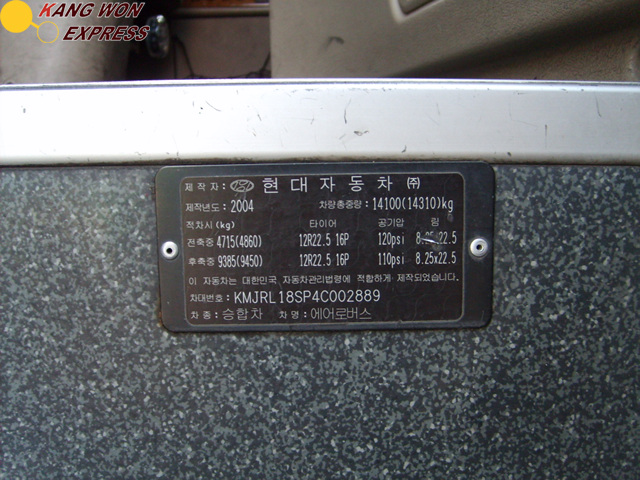 KANG WON
EXPRESS
제 작 자 : 현 대 자 동 차 ㈜
제작년도 : 2004 차량총중량 : 14100(14310)kg
적차시(kg) 타이어 공기압 림
전축중 4715(4860) 12R22.5 16P 120psi 8.25x22.5
후축중 9385(9450) 12R22.5 16P 110psi 8.25x22.5
이 자동차는 대한민국 자동차관리법령에 적합하게 제작되었습니다.
차대번호 : KMJRL18SP4C002889
차 종 : 승합차 차 명 : 에어로버스